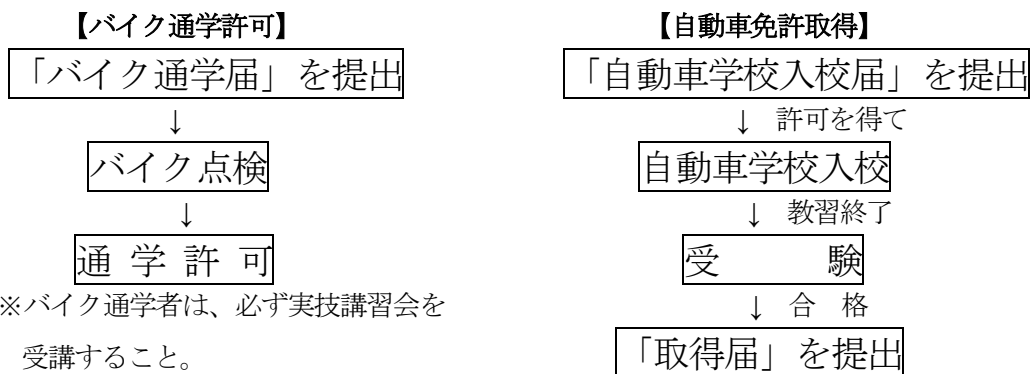 【バイク通学許可】
「バイク通学届」を提出
↓
バイク点検
↓
通 学 許 可
※バイク通学者は、必ず実技講習会を
受講すること。
【自動車免許取得】
「自動車学校入校届」を提出
↓ 許可を得て
自動車学校入校
↓ 教習終了
受 験
↓ 合 格
「取得届」を提出